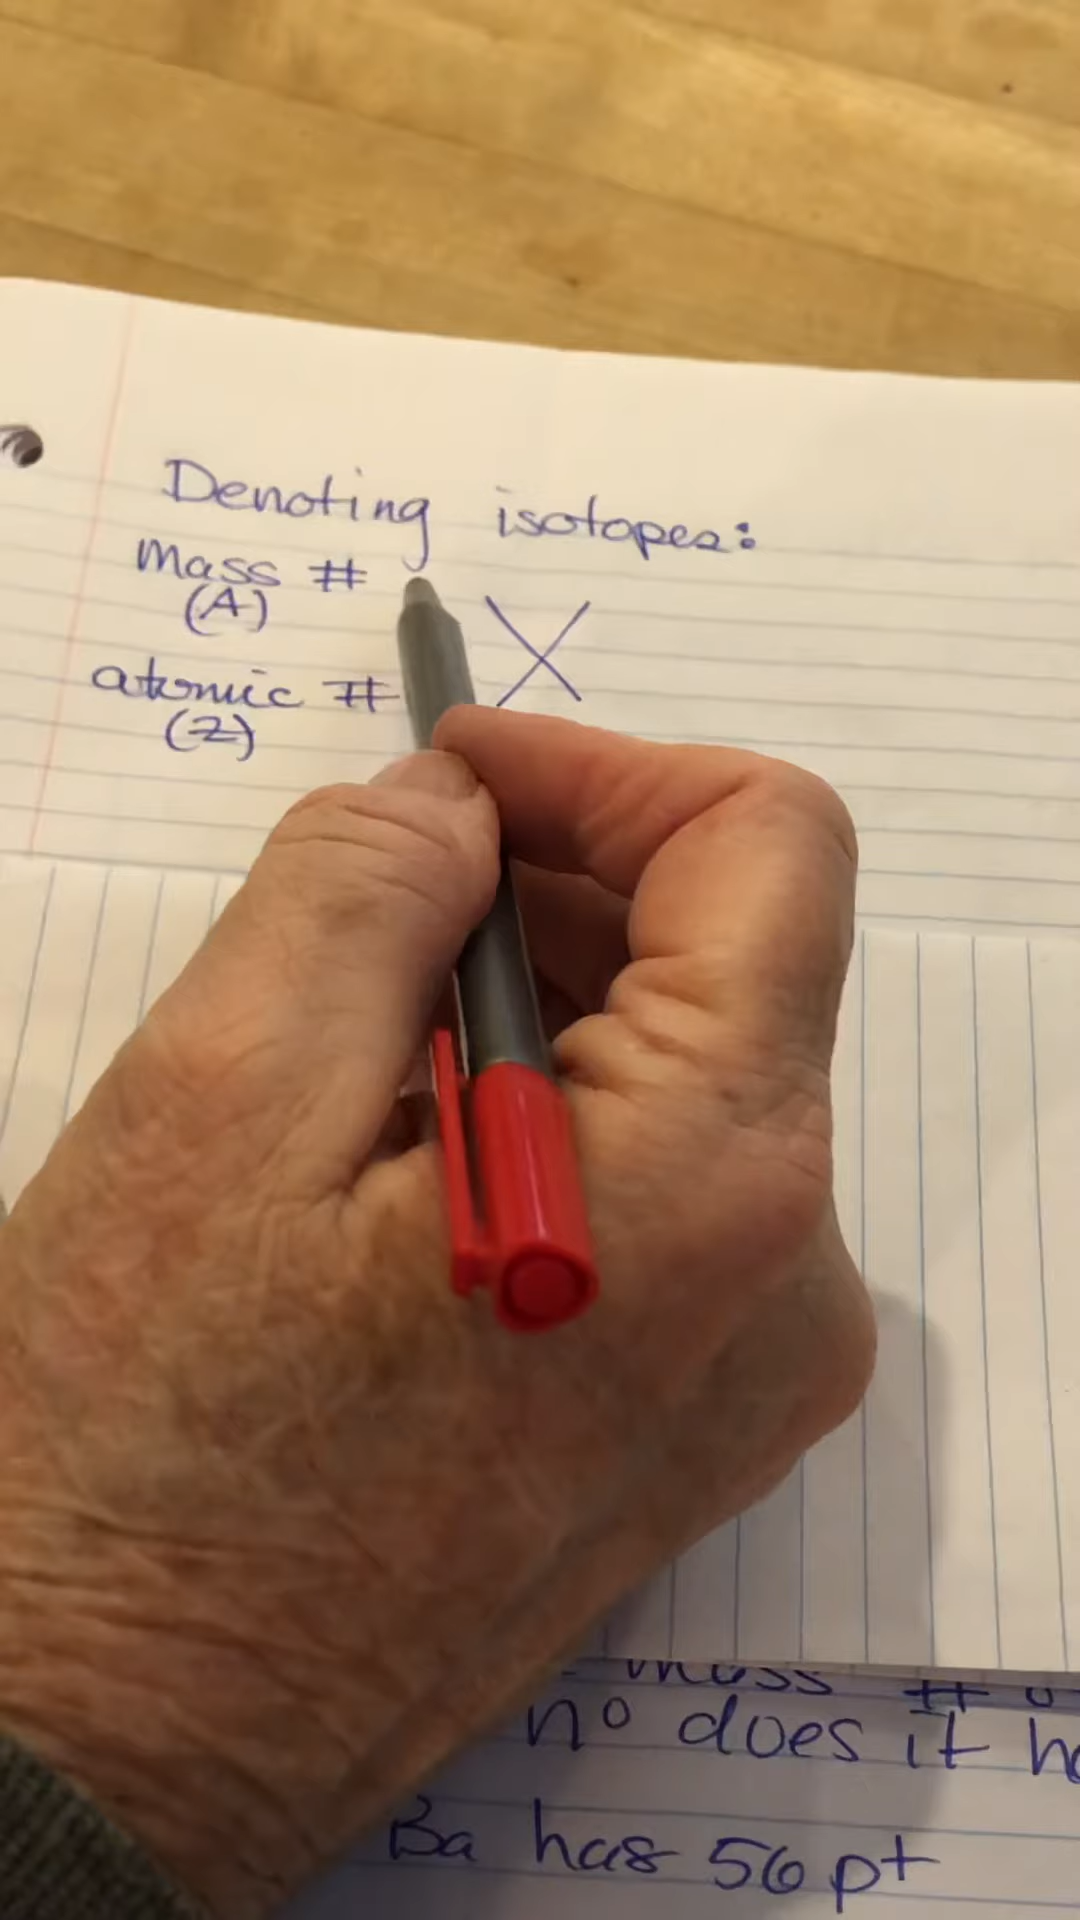 Denoting isotopes:
mass #
(A)
X
atomic #
(Z)
mass #
n° does it
Ba has 56 p+